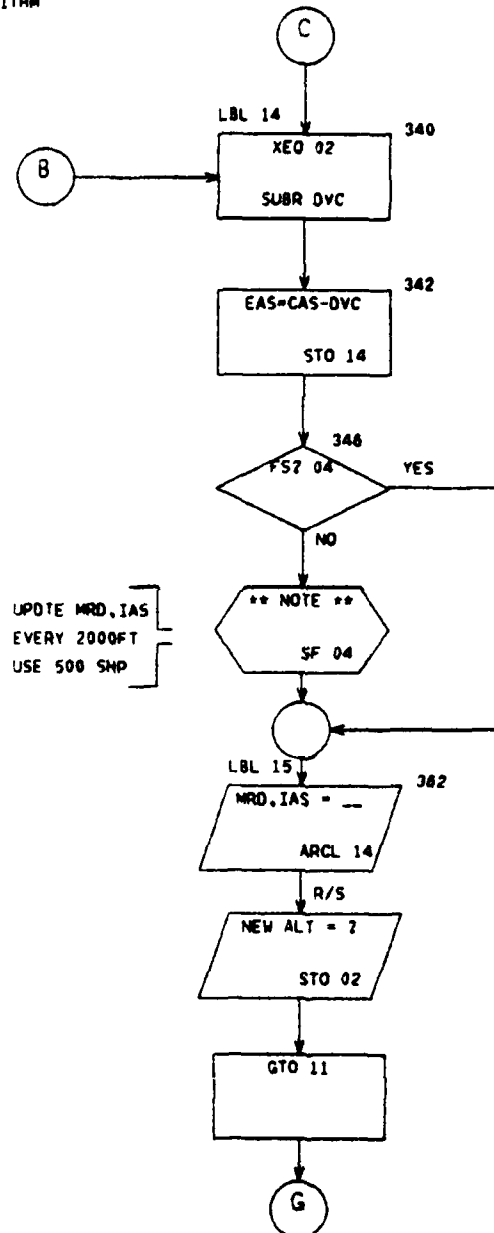 C
LBL 14
340
XEQ 02
B
SUBR DVC
342
EAS=CAS-DVC
STO 14
346
FS? 04
YES
NO
** NOTE **
UPDTE MRD,IAS
EVERY 2000FT
SF 04
USE 500 SHP
LBL 15
382
MRD,IAS = __
ARCL 14
R/S
NEW ALT = ?
STO 02
GTO 11
G